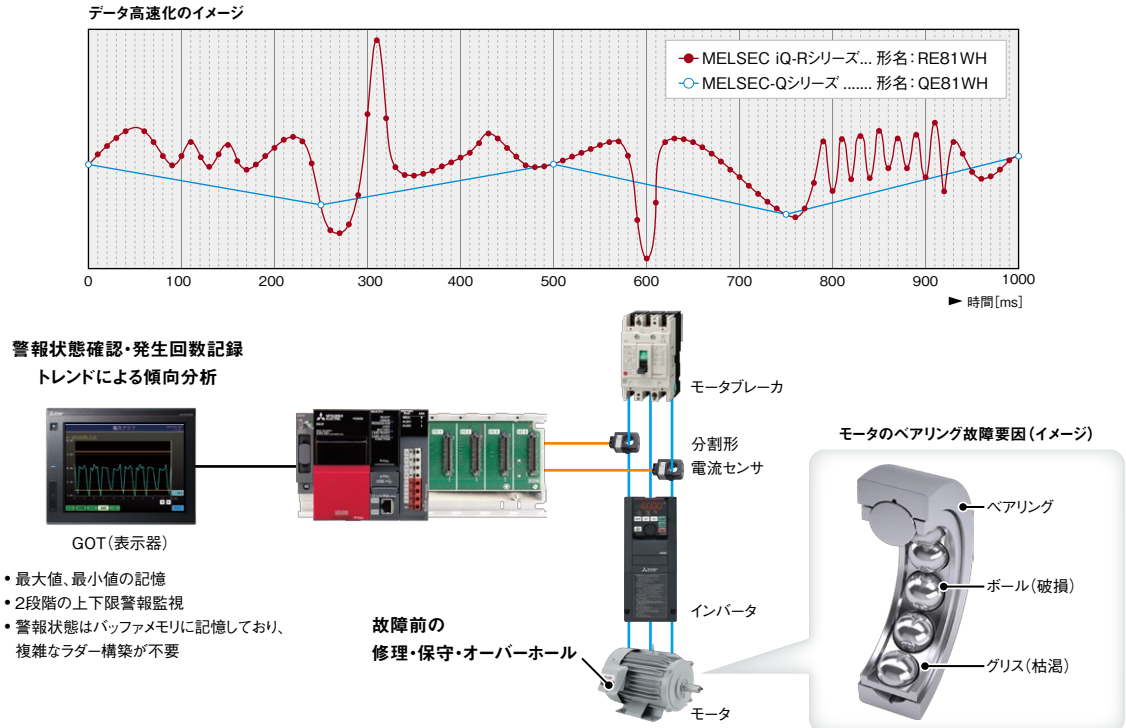 データ高速化のイメージ
MELSEC iQ-Rシリーズ... 形名：RE81WH
MELSEC-Qシリーズ ....... 形名：QE81WH
0 100 200 300 400 500 600 700 800 900 1000
► 時間[ms]
警報状態確認・発生回数記録
トレンドによる傾向分析
GOT（表示器）
• 最大値、最小値の記憶
• 2段階の上下限警報監視
• 警報状態はバッファメモリに記憶しており、
複雑なラダー構築が不要
モータブレーカ
分割形
電流センサ
インバータ
故障前の
修理・保守・オーバーホール
モータ
モータのベアリング故障要因（イメージ）
ベアリング
ボール（破損）
グリス（枯渇）